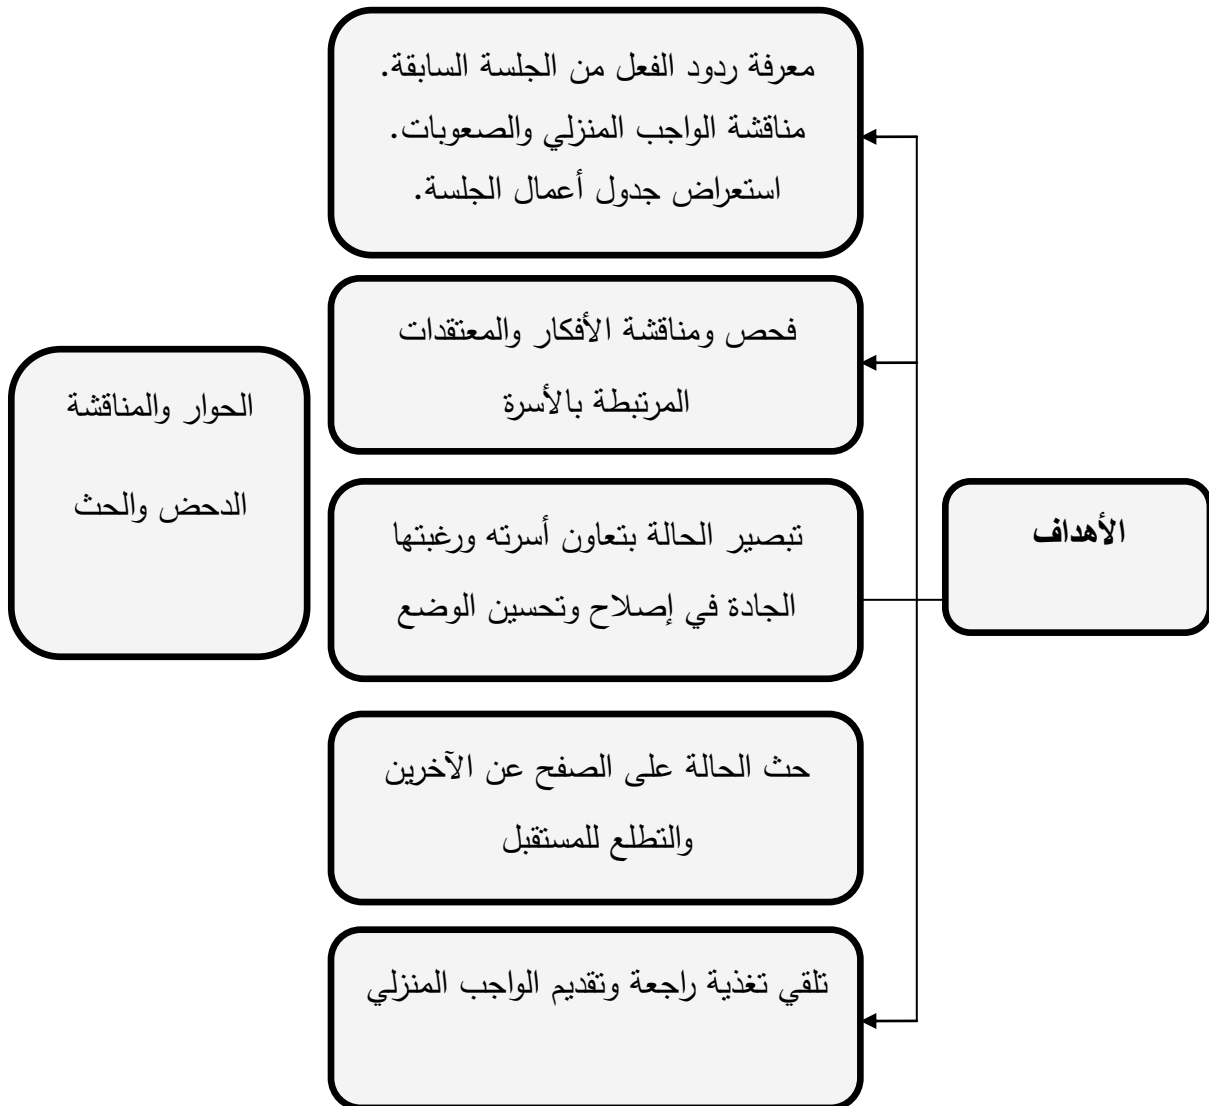 الأهداف
معرفة ردود الفعل من الجلسة السابقة.
مناقشة الواجب المنزلي والصعوبات.
استعراض جدول أعمال الجلسة.
فحص ومناقشة الأفكار والمعتقدات
المرتبطة بالأسرة
تبصير الحالة بتعاون أسرته ورغبتها
الجادة في إصلاح وتحسين الوضع
حث الحالة على الصفح عن الآخرين
والتطلع للمستقبل
تلقي تغذية راجعة وتقديم الواجب المنزلي
الحوار والمناقشة
الدحض والحث